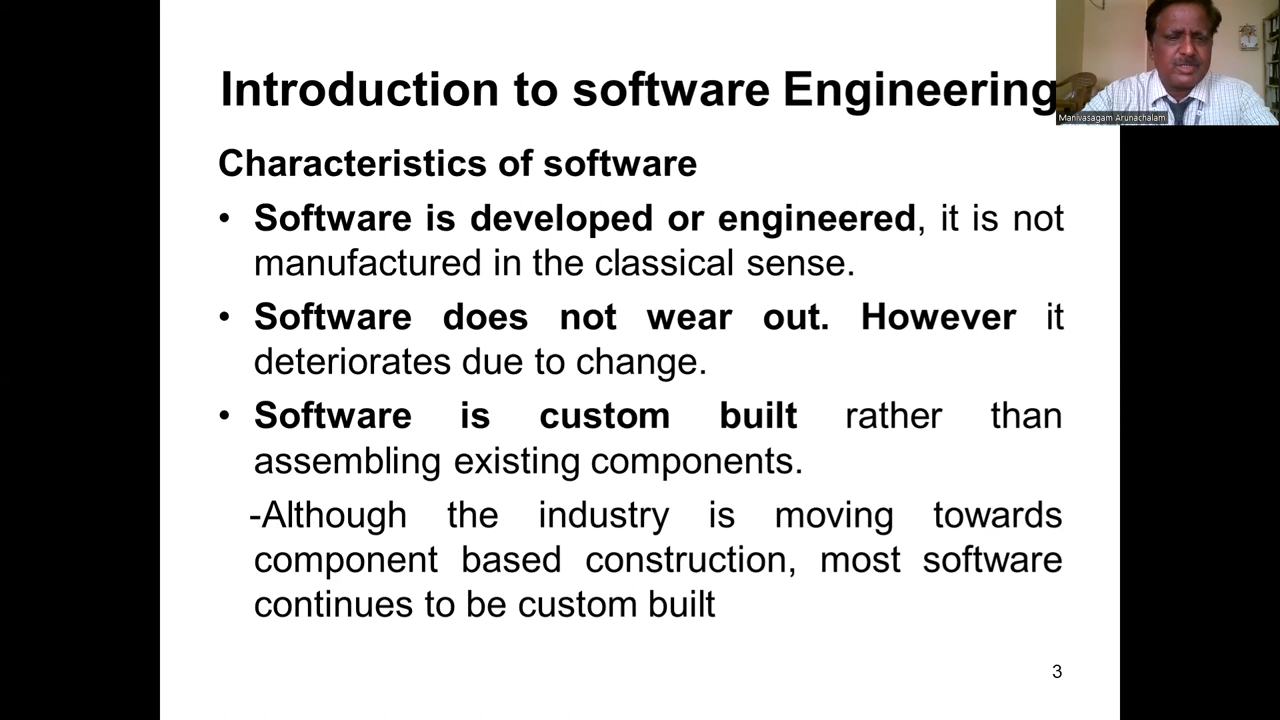 Introduction to software Engineering
Manivasagam Arunachalam
Characteristics of software
• Software is developed or engineered, it is not
manufactured in the classical sense.
• Software does not wear out. However it
deteriorates due to change.
• Software is custom built rather than
assembling existing components.
-Although the industry is moving towards
component based construction, most software
continues to be custom built
3